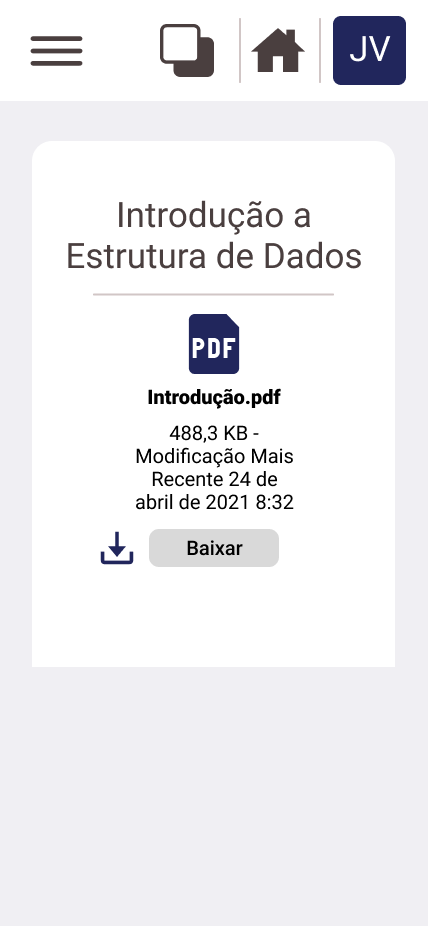 JV
Introdução a
Estrutura de Dados
PDF
Introdução.pdf
488,3 KB -
Modificação Mais
Recente 24 de
abril de 2021 8:32
Baixar